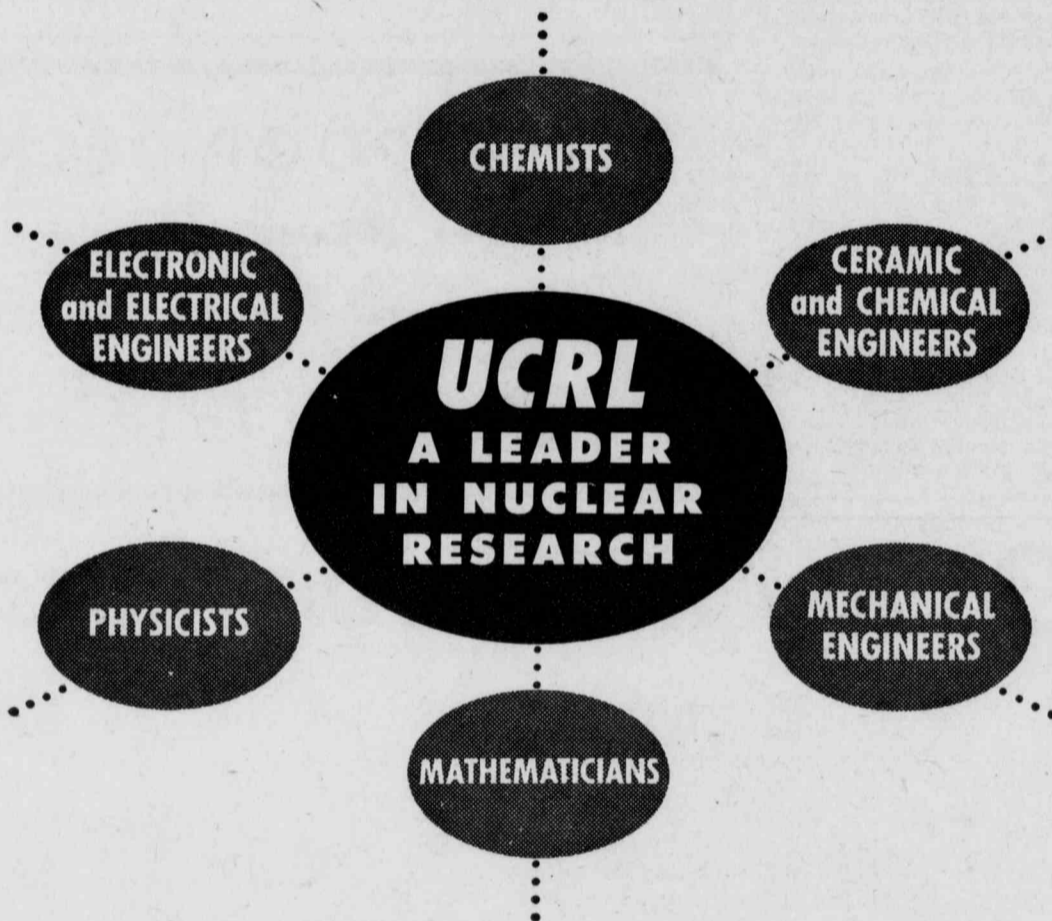 CHEMISTS
ELECTRONIC
and ELECTRICAL
ENGINEERS
CERAMIC
and CHEMICAL
ENGINEERS
UCRL
A LEADER
IN NUCLEAR
RESEARCH
PHYSICISTS
MECHANICAL
ENGINEERS
MATHEMATICIANS